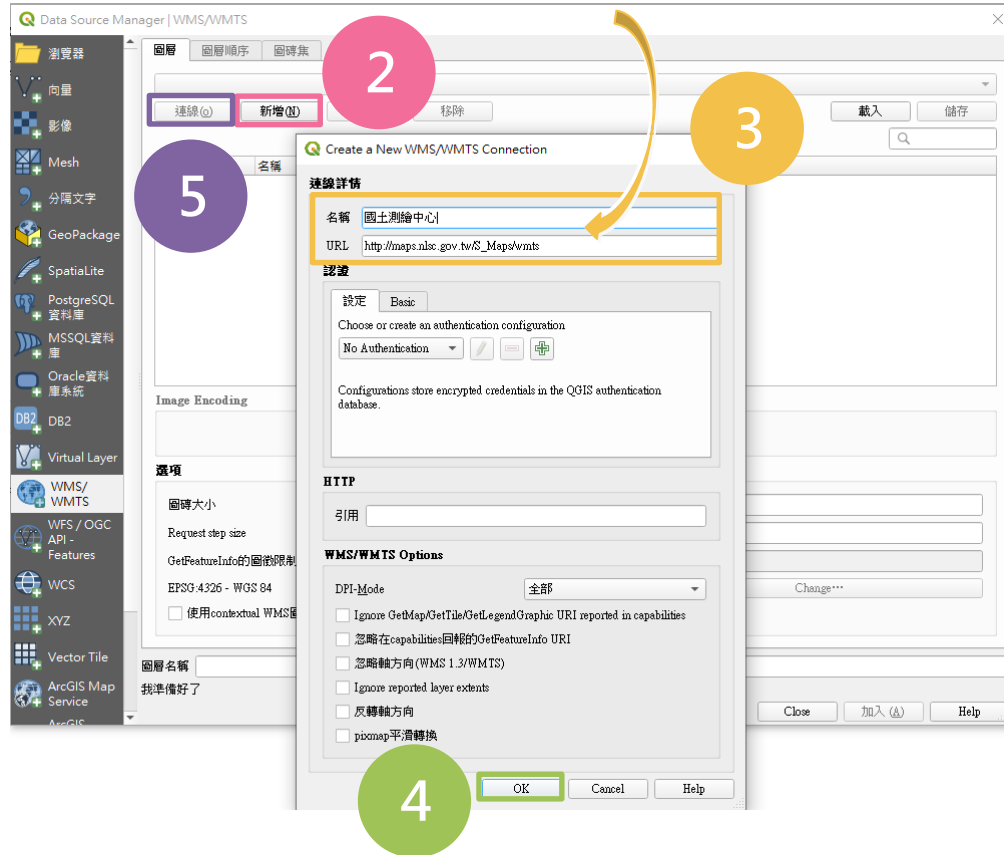 Data Source Manager | WMS/WMTS
瀏覽器
向量
影像
Mesh
分隔文字
GeoPackage
SpatiaLite
PostgreSQL
資料庫
MSSQL資料
庫
Oracle資料
庫系統
DB2
DB2
Virtual Layer
WMS/
WMTS
WFS / OGC
API -
Features
WCS
XYZ
Vector Tile
ArcGIS Map
Service
ArcGIS
圖層
圖層順序
圖磚集
2
連線(o)
新增(N)
移除
載入
儲存
名稱
5
3
Create a New WMS/WMTS Connection
連線詳情
名稱 國土測繪中心
URL http://maps.nlsc.gov.tw/S_Maps/wmts
認證
設定
Basic
Choose or create an authentication configuration
No Authentication
Configurations store encrypted credentials in the QGIS authentication
database.
HTTP
引用
WMS/WMTS Options
DPI-Mode 全部
Ignore GetMap/GetTile/GetLegendGraphic URI reported in capabilities
忽略在capabilities回報的GetFeatureInfo URI
忽略軸方向(WMS 1.3/WMTS)
Ignore reported layer extents
反轉軸方向
pixmap平滑轉換
4
OK
Cancel
Help
Image Encoding
選項
圖磚大小
Request step size
GetFeatureInfo的圖徵限制
EPSG:4326 - WGS 84
Change...
使用contextual WMS
圖層名稱
我準備好了
Close
加入 (A)
Help